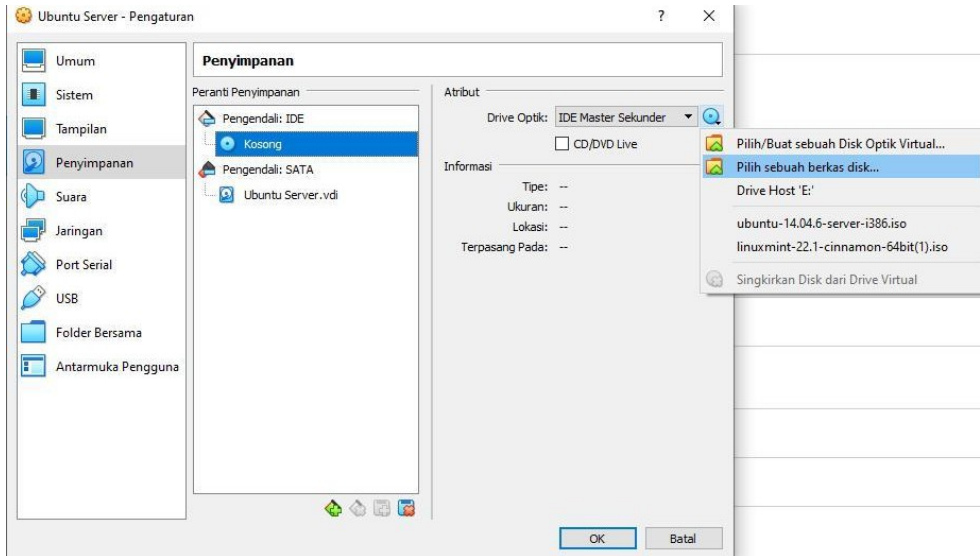 Ubuntu Server - Pengaturan
?
Umum
Sistem
Tampilan
Penyimpanan
Suara
Jaringan
Port Serial
USB
Folder Bersama
Antarmuka Pengguna
Penyimpanan
Peranti Penyimpanan
Pengendali: IDE
Kosong
Pengendali: SATA
Ubuntu Server.vdi
Atribut
Drive Optik: IDE Master Sekunder
CD/DVD Live
Informasi
Tipe: --
Ukuran: --
Lokasi: --
Terpasang Pada: --
Pilih/Buat sebuah Disk Optik Virtual...
Pilih sebuah berkas disk...
Drive Host 'E:'
ubuntu-14.04.6-server-i386.iso
linuxmint-22.1-cinnamon-64bit(1).iso
Singkirkan Disk dari Drive Virtual
OK
Batal